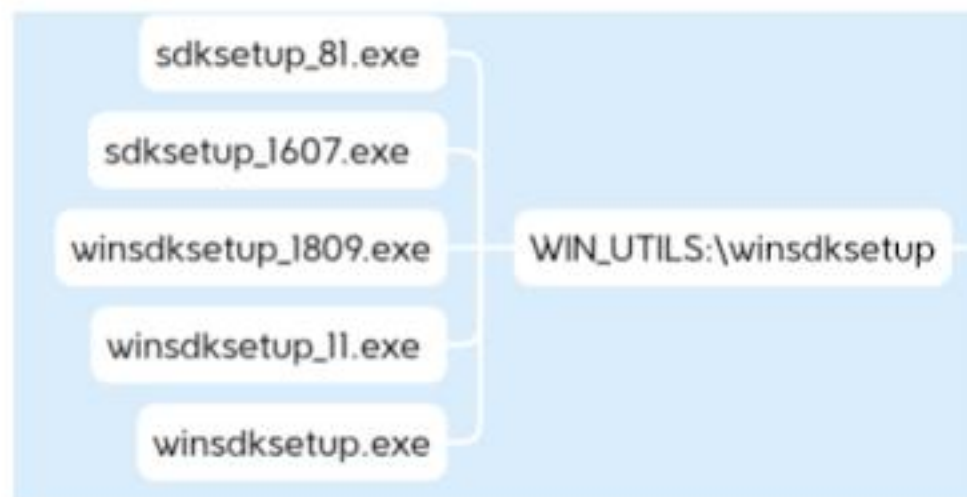 sdksetup_81.exe
sdksetup_1607.exe
winsdksetup_1809.exe
WIN_UTILS:\winsdksetup
winsdksetup_11.exe
winsdksetup.exe